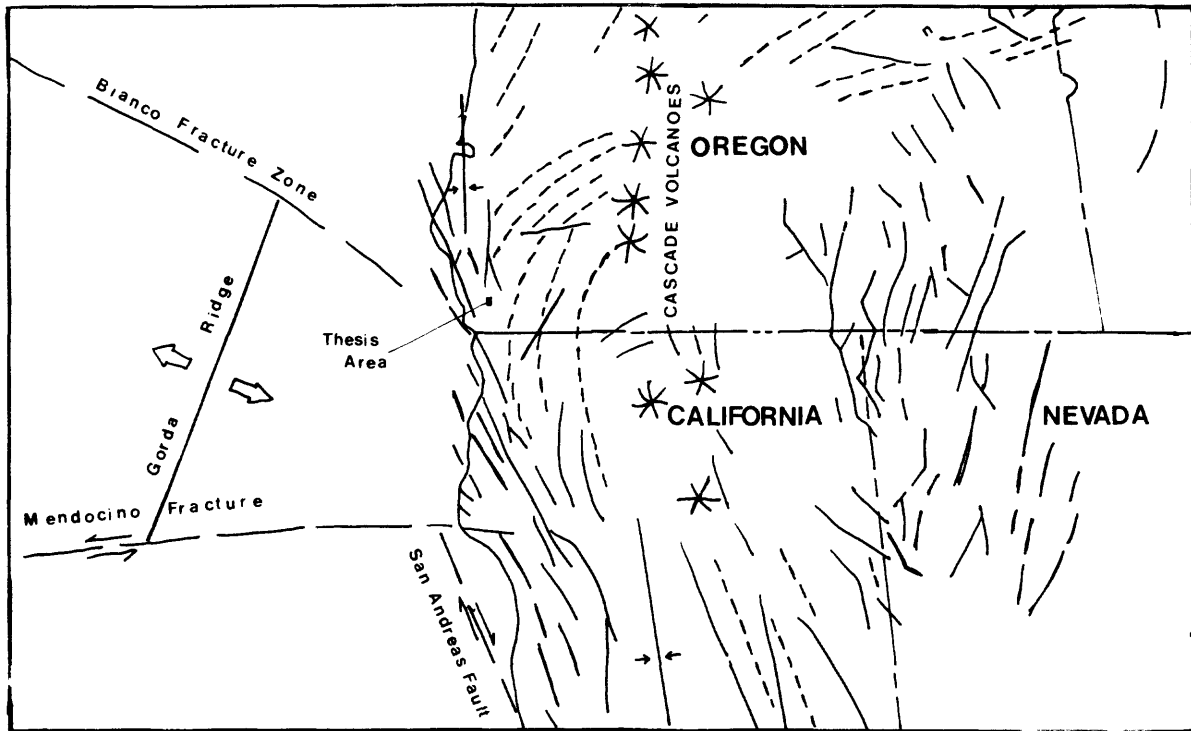 Blanco Fracture Zone
CASCADE VOLCANOES
OREGON
Gorda Ridge
Thesis
Area
CALIFORNIA
NEVADA
Mendocino Fracture
San Andreas Fault